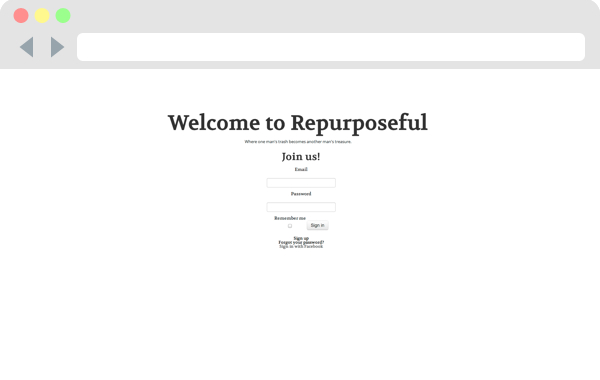 Welcome to Repurposeful
Where one man's trash becomes another man's treasure.
Join us!
Email
Password
Remember me
Sign in
Sign up
Forgot your password?
Sign in with Facebook